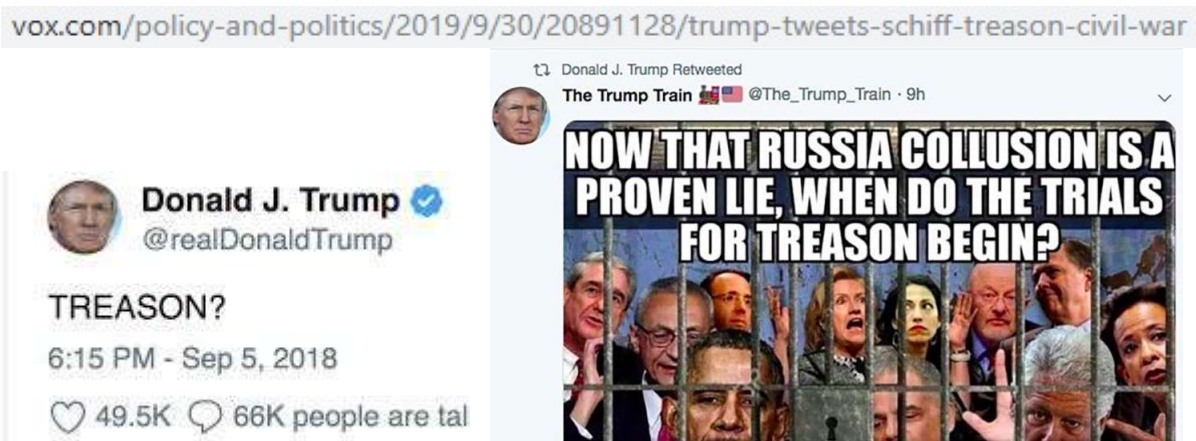 vox.com/policy-and-politics/2019/9/30/20891128/trump-tweets-schiff-treason-civil-war
Donald J. Trump
@realDonaldTrump
TREASON?
6:15 PM - Sep 5, 2018
49.5K 66K people are tal
Donald J. Trump Retweeted
The Trump Train @The_Trump_Train · 9h
NOW THAT RUSSIA COLLUSION IS A
PROVEN LIE, WHEN DO THE TRIALS
FOR TREASON BEGIN?